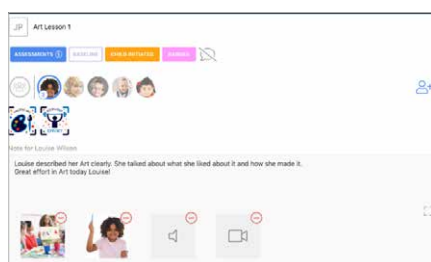 JP Art Lesson 1
ASSESSMENTS BASELINE CHILD INITIATED
Note for Louise Wilson
Louise described her Art clearly. She talked about what she liked about it and how she made it.
Great effort in Art today Louise!